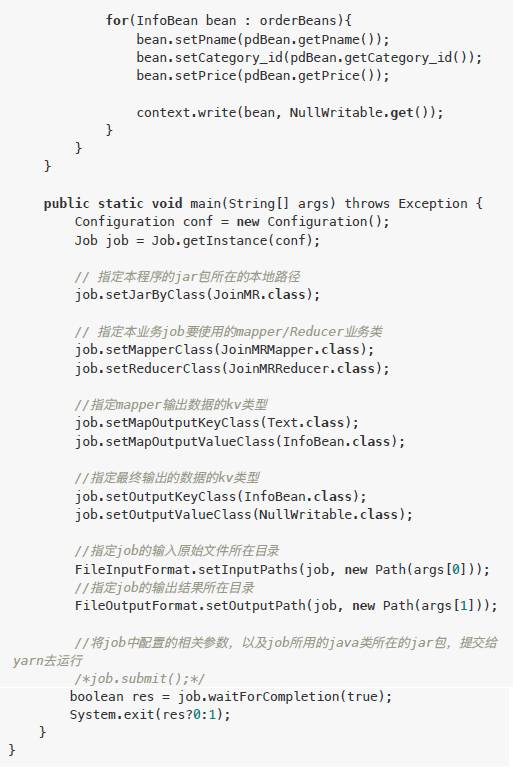 for(InfoBean bean : orderBeans){
bean.setPname(pdBean.getPname());
bean.setCategory_id(pdBean.getCategory_id());
bean.setPrice(pdBean.getPrice());
context.write(bean, NullWritable.get());
}
}
}
public static void main(String[] args) throws Exception {
Configuration conf = new Configuration();
Job job = Job.getInstance(conf);
// 指定本程序的jar包所在的本地路径
job.setJarByClass(JoinMR.class);
// 指定本业务job要使用的mapper/Reducer业务类
job.setMapperClass(JoinMRMapper.class);
job.setReducerClass(JoinMRReducer.class);
//指定mapper输出数据的kv类型
job.setMapOutputKeyClass(Text.class);
job.setMapOutputValueClass(InfoBean.class);
//指定最终输出的数据的kv类型
job.setOutputKeyClass(InfoBean.class);
job.setOutputValueClass(NullWritable.class);
//指定job的输入原始文件所在目录
FileInputFormat.setInputPaths(job, new Path(args[0]));
//指定job的输出结果所在目录
FileOutputFormat.setOutputPath(job, new Path(args[1]));
//将job中配置的相关参数，以及job所用的java类所在的jar包，提交给
yarn去运行
/*job.submit();*/
boolean res = job.waitForCompletion(true);
System.exit(res?0:1);
}
}